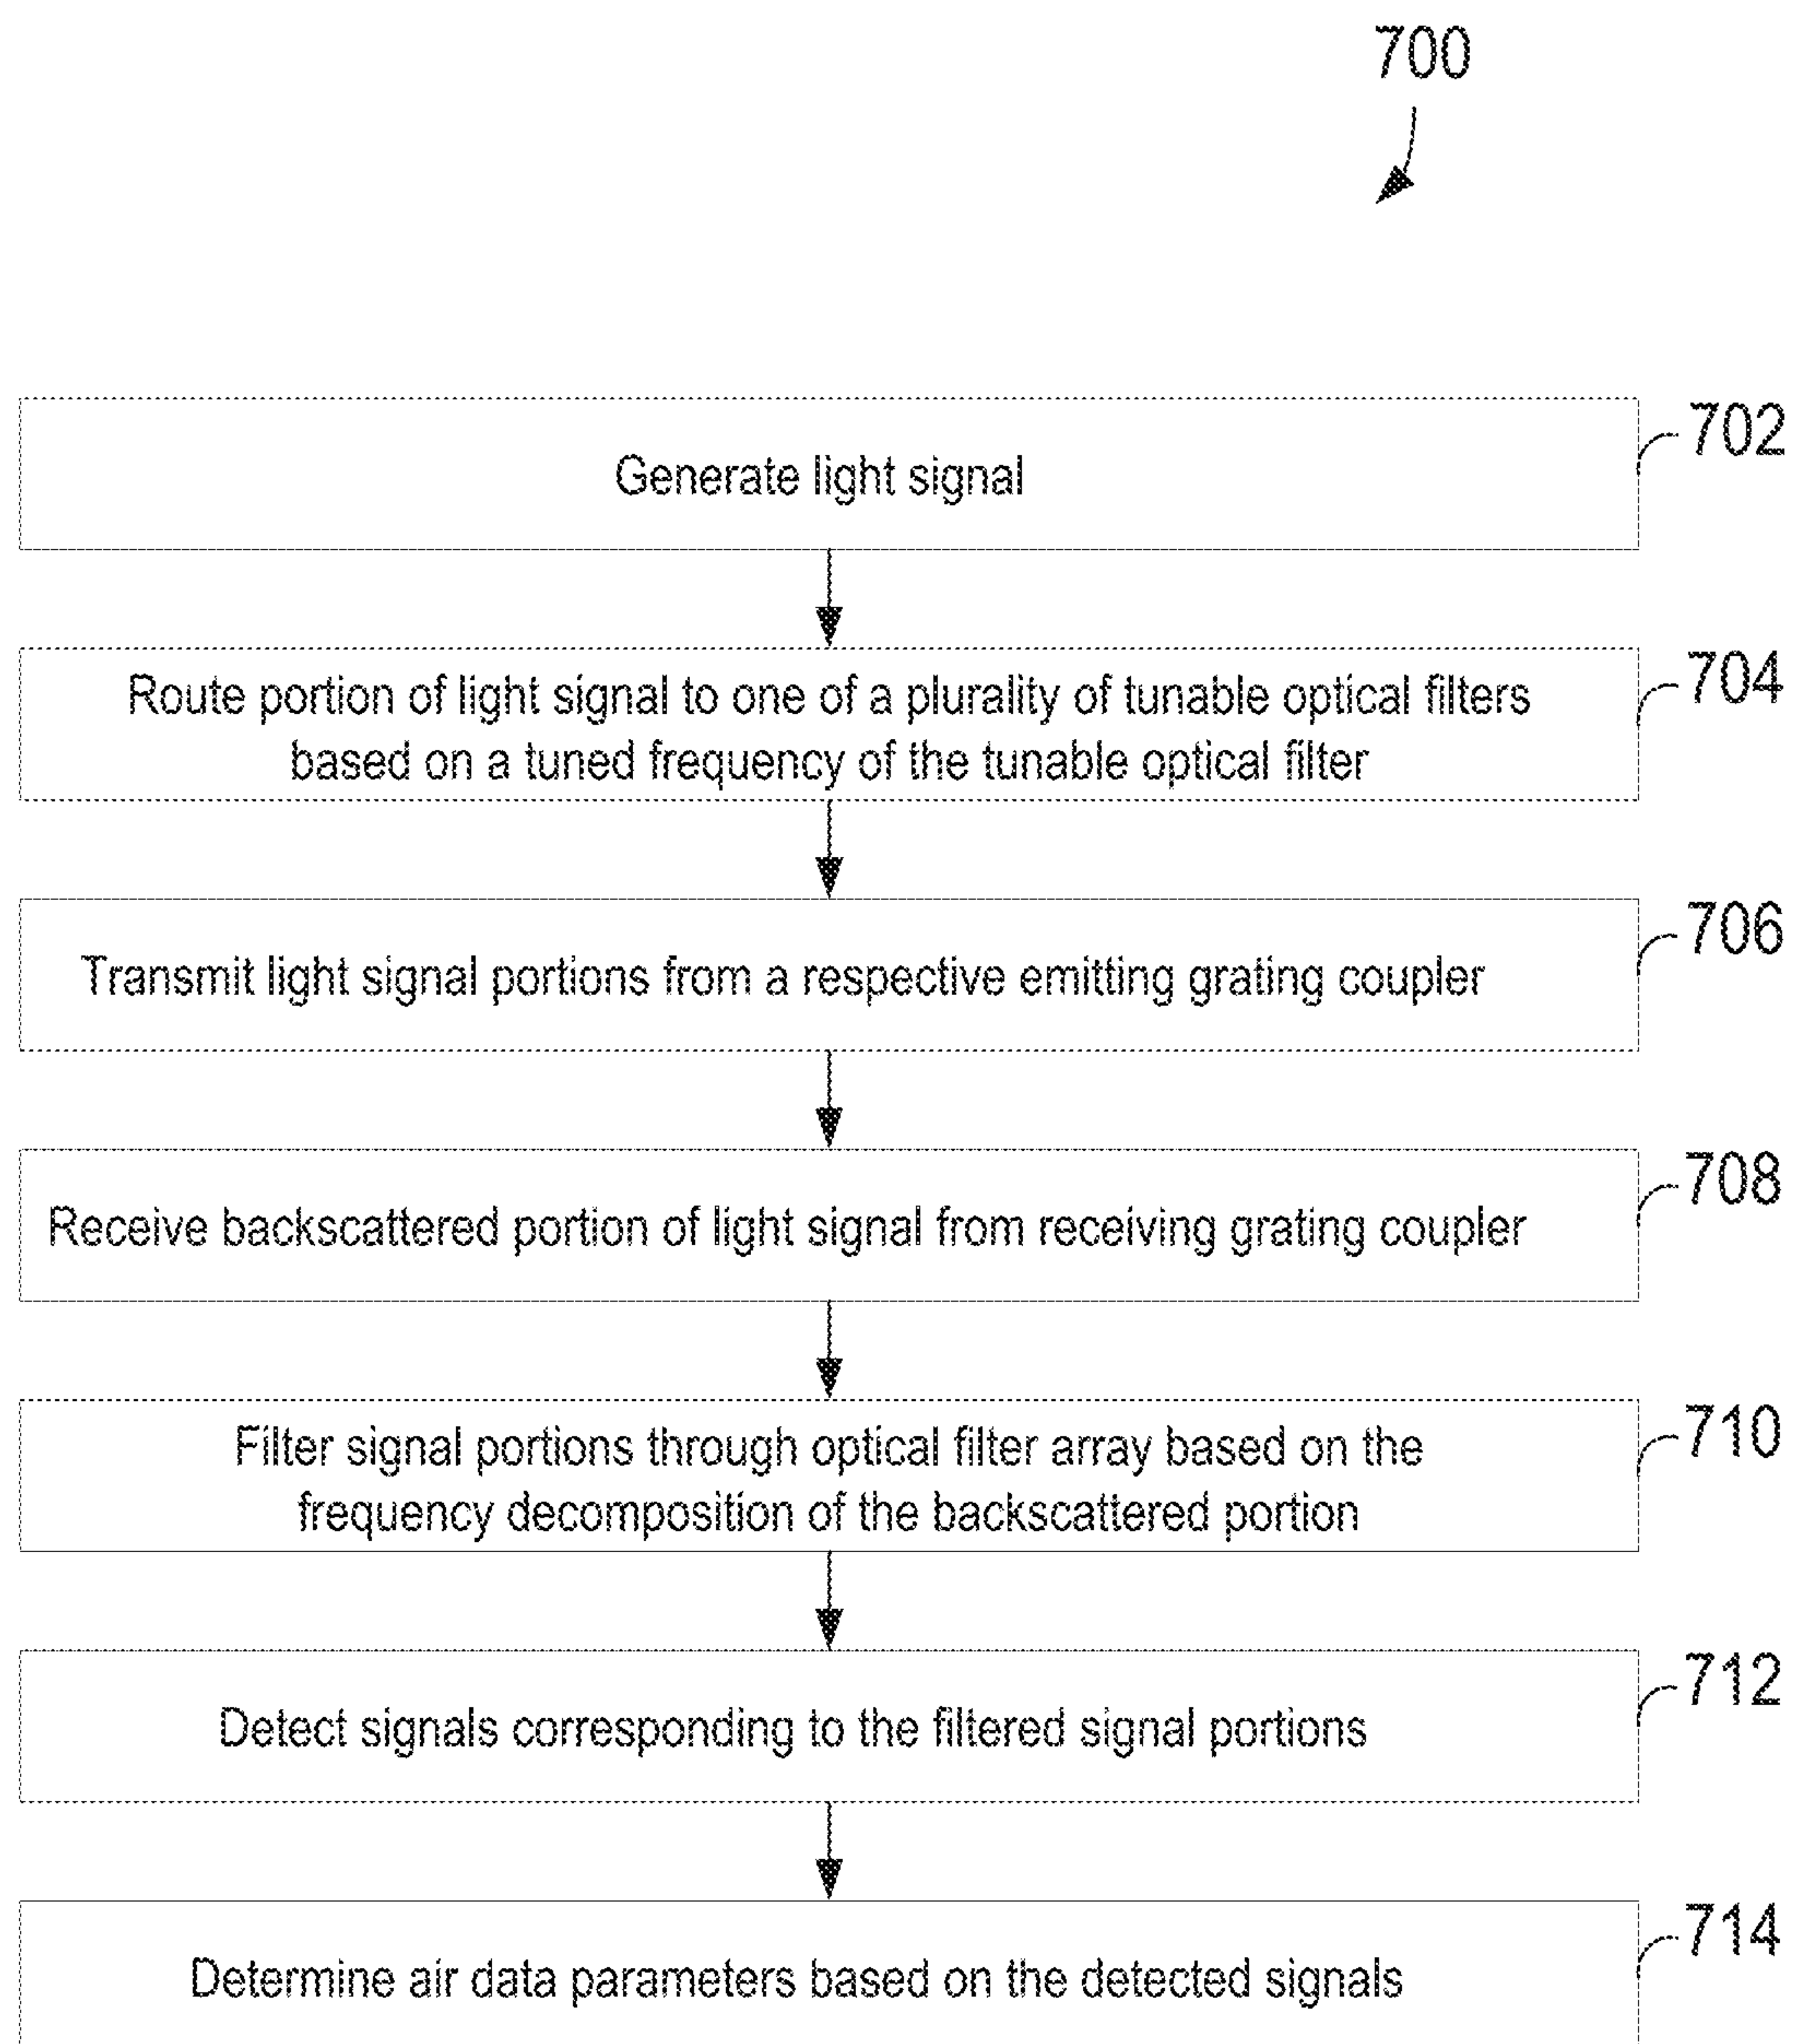 700
Generate light signal
702
Route portion of light signal to one of a plurality of tunable optical filters
based on a tuned frequency of the tunable optical filter
704
Transmit light signal portions from a respective emitting grating coupler
706
Receive backscattered portion of light signal from receiving grating coupler
708
Filter signal portions through optical filter array based on the
frequency decomposition of the backscattered portion
710
Detect signals corresponding to the filtered signal portions
712
Determine air data parameters based on the detected signals
714